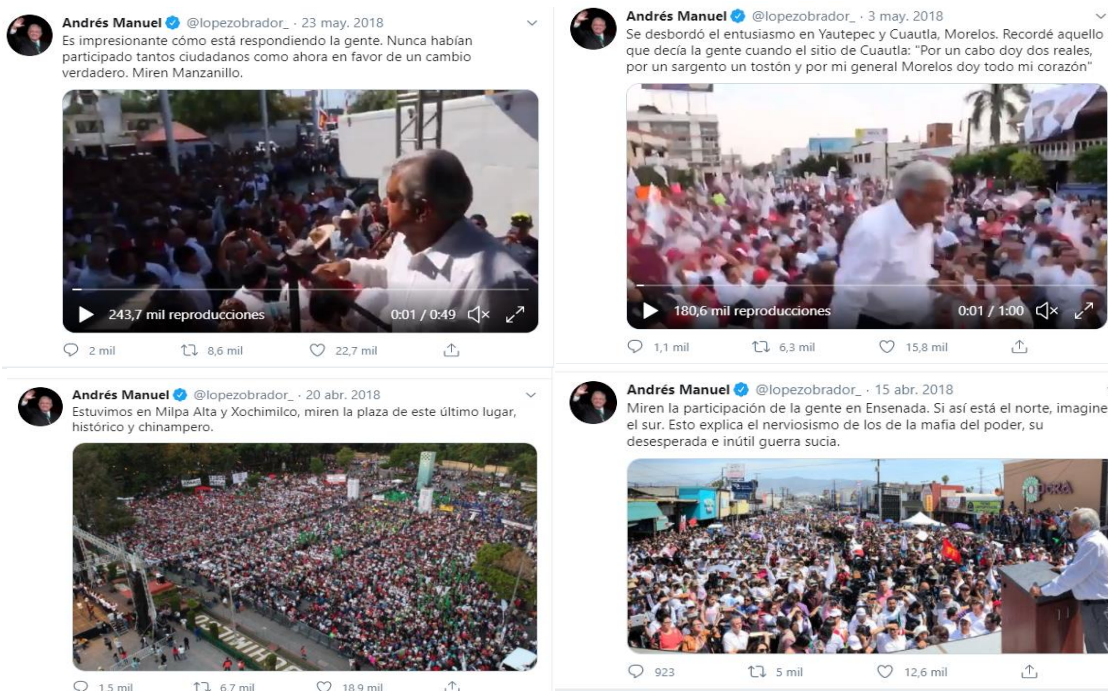 Andrés Manuel @lopezobrador_ · 23 may. 2018
Es impresionante cómo está respondiendo la gente. Nunca habían
participado tantos ciudadanos como ahora en favor de un cambio
verdadero. Miren Manzanillo.
243,7 mil reproducciones
0:01 / 0:49
2 mil
8,6 mil
22,7 mil
Andrés Manuel @lopezobrador_ · 3 may. 2018
Se desbordó el entusiasmo en Yautepec y Cuautla, Morelos. Recordé aquello
que decía la gente cuando el sitio de Cuautla: "Por un cabo doy dos reales,
por un sargento un tostón y por mi general Morelos doy todo mi corazón"
180,6 mil reproducciones
0:01 / 1:00
1,1 mil
6,3 mil
15,8 mil
Andrés Manuel @lopezobrador_ · 20 abr. 2018
Estuvimos en Milpa Alta y Xochimilco, miren la plaza de este último lugar,
histórico y chinampero.
1,5 mil
6,7 mil
18,9 mil
Andrés Manuel @lopezobrador_ · 15 abr. 2018
Miren la participación de la gente en Ensenada. Si así está el norte, imagine
el sur. Esto explica el nerviosismo de los de la mafia del poder, su
desesperada e inútil guerra sucia.
923
5 mil
12,6 mil